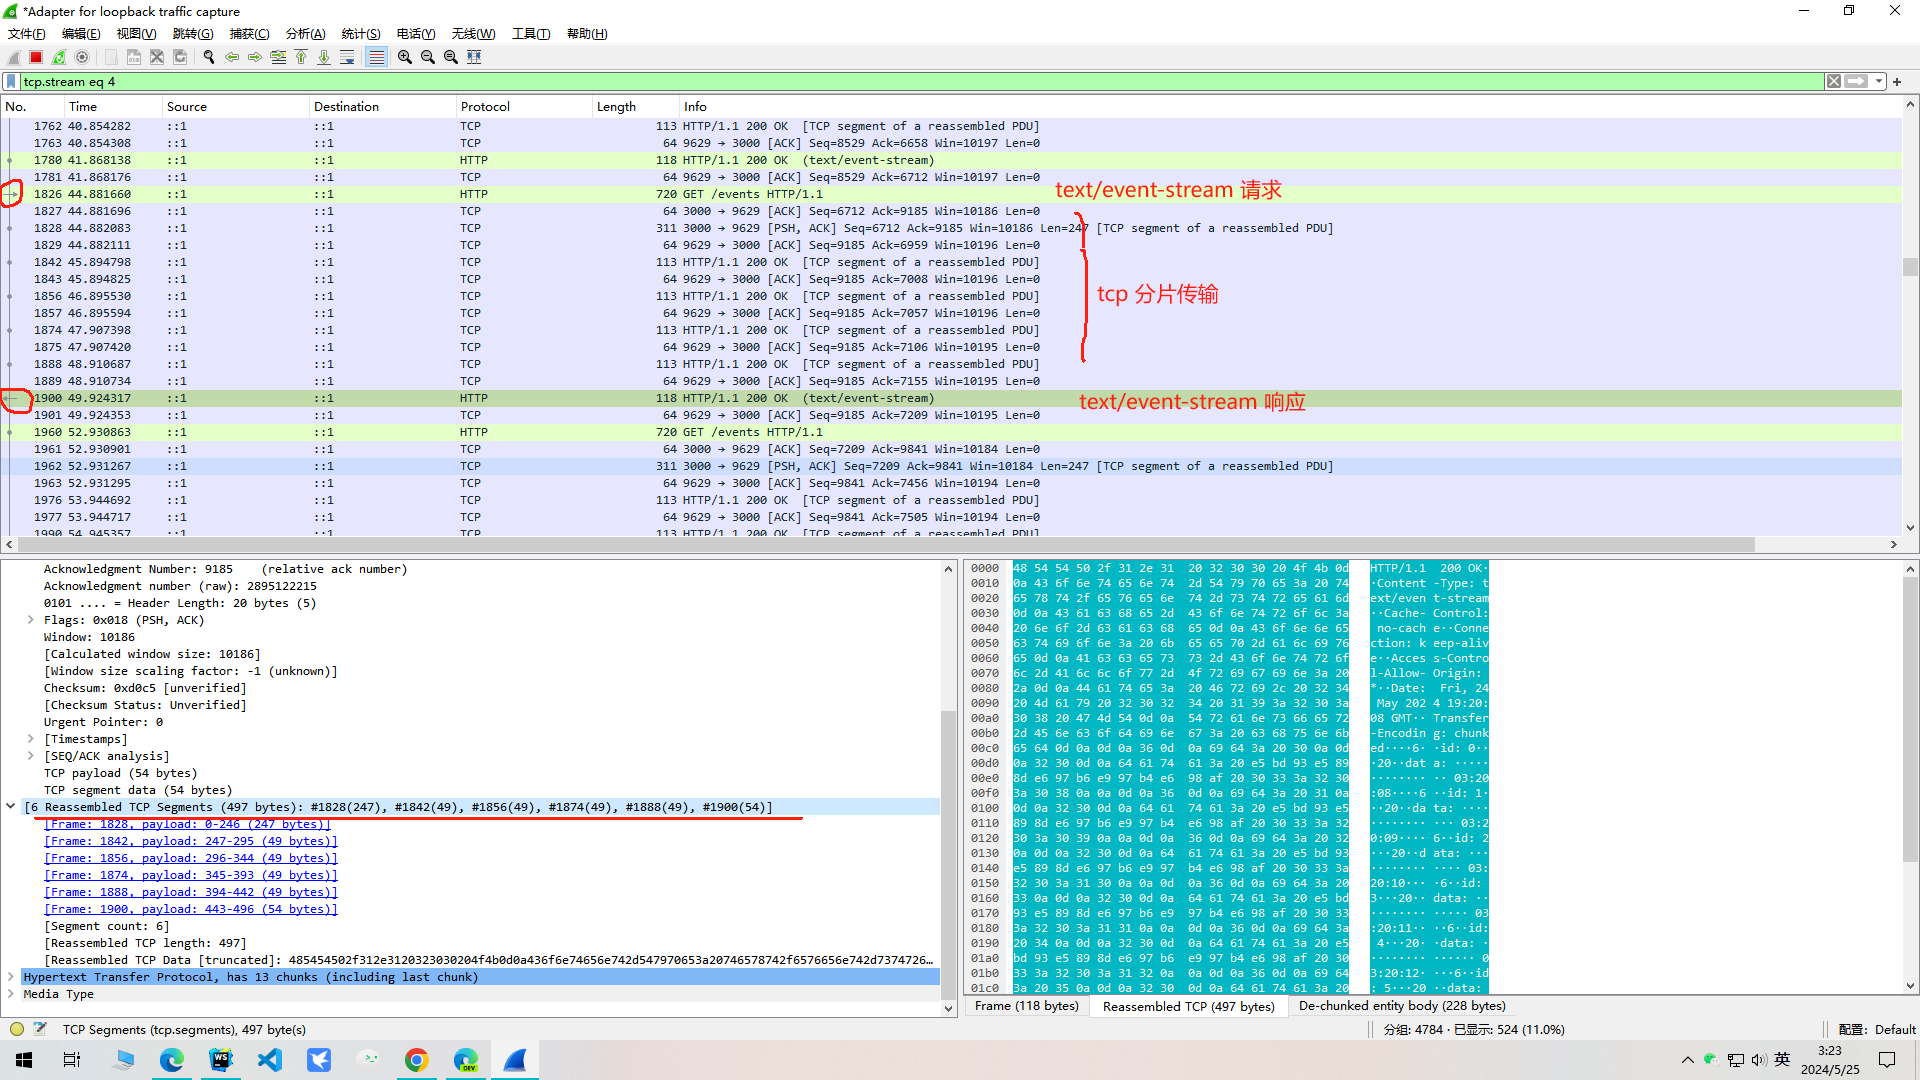 *Adapter for loopback traffic capture
文件(F) 编辑(E) 视图(V) 跳转(G) 捕获(C) 分析(A) 统计(S) 电话(Y) 无线(W) 工具(T) 帮助(H)
tcp.stream eq 4
No. Time Source Destination Protocol Length Info
1762 40.854282 ::1 ::1 TCP 113 HTTP/1.1 200 OK [TCP segment of a reassembled PDU]
1763 40.854308 ::1 ::1 TCP 64 9629 → 3000 [ACK] Seq=8529 Ack=6658 Win=10197 Len=0
1780 41.868138 ::1 ::1 HTTP 118 HTTP/1.1 200 OK (text/event-stream)
1781 41.868176 ::1 ::1 TCP 64 9629 → 3000 [ACK] Seq=8529 Ack=6712 Win=10197 Len=0
1826 44.881660 ::1 ::1 HTTP 720 GET /events HTTP/1.1
text/event-stream 请求
1827 44.881696 ::1 ::1 TCP 64 3000 → 9629 [ACK] Seq=6712 Ack=9185 Win=10186 Len=0
1828 44.882083 ::1 ::1 TCP 311 3000 → 9629 [PSH, ACK] Seq=6712 Ack=9185 Win=10186 Len=247 [TCP segment of a reassembled PDU]
1829 44.882111 ::1 ::1 TCP 64 9629 → 3000 [ACK] Seq=9185 Ack=6959 Win=10196 Len=0
1842 45.894798 ::1 ::1 TCP 113 HTTP/1.1 200 OK [TCP segment of a reassembled PDU]
1843 45.894825 ::1 ::1 TCP 64 9629 → 3000 [ACK] Seq=9185 Ack=7008 Win=10196 Len=0
1856 46.895530 ::1 ::1 TCP 113 HTTP/1.1 200 OK [TCP segment of a reassembled PDU]
tcp 分片传输
1857 46.895594 ::1 ::1 TCP 64 9629 → 3000 [ACK] Seq=9185 Ack=7057 Win=10196 Len=0
1874 47.907398 ::1 ::1 TCP 113 HTTP/1.1 200 OK [TCP segment of a reassembled PDU]
1875 47.907420 ::1 ::1 TCP 64 9629 → 3000 [ACK] Seq=9185 Ack=7106 Win=10195 Len=0
1888 48.910687 ::1 ::1 TCP 113 HTTP/1.1 200 OK [TCP segment of a reassembled PDU]
1889 48.910734 ::1 ::1 TCP 64 9629 → 3000 [ACK] Seq=9185 Ack=7155 Win=10195 Len=0
1900 49.924317 ::1 ::1 HTTP 118 HTTP/1.1 200 OK (text/event-stream)
text/event-stream 响应
1901 49.924353 ::1 ::1 TCP 64 9629 → 3000 [ACK] Seq=9185 Ack=7209 Win=10195 Len=0
1960 52.930863 ::1 ::1 HTTP 720 GET /events HTTP/1.1
1961 52.930901 ::1 ::1 TCP 64 3000 → 9629 [ACK] Seq=7209 Ack=9841 Win=10184 Len=0
1962 52.931267 ::1 ::1 TCP 311 3000 → 9629 [PSH, ACK] Seq=7209 Ack=9841 Win=10184 Len=247 [TCP segment of a reassembled PDU]
1963 52.931295 ::1 ::1 TCP 64 9629 → 3000 [ACK] Seq=9841 Ack=7456 Win=10194 Len=0
1976 53.944692 ::1 ::1 TCP 113 HTTP/1.1 200 OK [TCP segment of a reassembled PDU]
1977 53.944717 ::1 ::1 TCP 64 9629 → 3000 [ACK] Seq=9841 Ack=7505 Win=10194 Len=0
1990 54.945357 ::1 ::1 TCP 113 HTTP/1.1 200 OK [TCP segment of a reassembled PDU]
Acknowledgment Number: 9185 (relative ack number)
Acknowledgment number (raw): 2895122215
0101 .... = Header Length: 20 bytes (5)
Flags: 0x018 (PSH, ACK)
Window: 10186
[Calculated window size: 10186]
[Window size scaling factor: -1 (unknown)]
Checksum: 0xd0c5 [unverified]
[Checksum Status: Unverified]
Urgent Pointer: 0
[Timestamps]
[SEQ/ACK analysis]
TCP payload (54 bytes)
TCP segment data (54 bytes)
[6 Reassembled TCP Segments (497 bytes): #1828(247), #1842(49), #1856(49), #1874(49), #1888(49), #1900(54)]
[Frame: 1828, payload: 0-246 (247 bytes)]
[Frame: 1842, payload: 247-295 (49 bytes)]
[Frame: 1856, payload: 296-344 (49 bytes)]
[Frame: 1874, payload: 345-393 (49 bytes)]
[Frame: 1888, payload: 394-442 (49 bytes)]
[Frame: 1900, payload: 443-496 (54 bytes)]
[Segment count: 6]
[Reassembled TCP length: 497]
[Reassembled TCP Data [truncated]: 485454502f312e3120323030204f4b0d0a436f6e74656e742d547970653a20746578742f6576656e742d7374726…
Hypertext Transfer Protocol, has 13 chunks (including last chunk)
Media Type
0000 48 54 54 50 2f 31 2e 31 20 32 30 30 20 4f 4b 0d HTTP/1.1 200 OK·
0010 0a 43 6f 6e 74 65 6e 74 2d 54 79 70 65 3a 20 74 ·Content -Type: t
0020 65 78 74 2f 65 76 65 6e 74 2d 73 74 72 65 61 6d ext/even t-stream
0030 0d 0a 43 61 63 68 65 2d 43 6f 6e 74 72 6f 6c 3a ··Cache- Control:
0040 20 6e 6f 2d 63 61 63 68 65 0d 0a 43 6f 6e 6e 65 no-cache··Conne
0050 63 74 69 6f 6e 3a 20 6b 65 65 70 2d 61 6c 69 76 ction: k eep-aliv
0060 65 0d 0a 41 63 63 65 73 73 2d 43 6f 6e 74 72 6f e··Acces s-Contro
0070 6c 2d 41 6c 6c 6f 77 2d 4f 72 69 67 69 6e 3a 20 l-Allow- Origin:
0080 2a 0d 0a 44 61 74 65 3a 20 46 72 69 2c 20 32 34 *··Date: Fri, 24
0090 20 4d 61 79 20 32 30 32 34 20 31 39 3a 32 30 3a May 202 4 19:20:
00a0 30 38 20 47 4d 54 0d 0a 54 72 61 6e 73 66 65 72 08 GMT·· Transfer
00b0 2d 45 6e 63 6f 64 69 6e 67 3a 20 63 68 75 6e 6b -Encodin g: chunk
00c0 65 64 0d 0a 0d 0a 36 0d 0a 69 64 3a 20 30 0a 0d ed····6· ·id: 0··
00d0 0a 32 30 0d 0a 64 61 74 61 3a 20 e5 bd 93 e5 89 ·20··dat a: ·····
00e0 8d e6 97 b6 e9 97 b4 e6 98 af 20 30 33 3a 32 30 ········ ·· 03:20
00f0 3a 30 38 0a 0a 0d 0a 36 0d 0a 69 64 3a 20 31 0a :08····6 ··id: 1·
0100 0d 0a 32 30 0d 0a 64 61 74 61 3a 20 e5 bd 93 e5 ··20··da ta: ····
0110 89 8d e6 97 b6 e9 97 b4 e6 98 af 20 30 33 3a 32 ········ ··· 03:2
0120 30 3a 30 39 0a 0a 0d 0a 36 0d 0a 69 64 3a 20 32 0:09···· 6··id: 2
0130 0a 0d 0a 32 30 0d 0a 64 61 74 61 3a 20 e5 bd 93 ···20··d ata: ···
0140 e5 89 8d e6 97 b6 e9 97 b4 e6 98 af 20 30 33 3a ········ ···· 03:
0150 32 30 3a 31 30 0a 0a 0d 0a 36 0d 0a 69 64 3a 20 20:10··· ·6··id:
0160 33 0a 0d 0a 32 30 0d 0a 64 61 74 61 3a 20 e5 bd 3···20·· data: ··
0170 93 e5 89 8d e6 97 b6 e9 97 b4 e6 98 af 20 30 33 ········ ····· 03
0180 3a 32 30 3a 31 31 0a 0a 0d 0a 36 0d 0a 69 64 3a :20:11·· ··6··id:
0190 20 34 0a 0d 0a 32 30 0d 0a 64 61 74 61 3a 20 e5 4···20· ·data: ·
01a0 bd 93 e5 89 8d e6 97 b6 e9 97 b4 e6 98 af 20 30 ········ ······ 0
01b0 33 3a 32 30 3a 31 32 0a 0a 0d 0a 36 0d 0a 69 64 3:20:12· ···6··id
01c0 3a 20 35 0a 0d 0a 32 30 0d 0a 64 61 74 61 3a 20 : 5···20 ··data:
Frame (118 bytes) Reassembled TCP (497 bytes) De-chunked entity body (228 bytes)
TCP Segments (tcp.segments), 497 byte(s) 分组: 4784 · 已显示: 524 (11.0%) 配置: Default
WS
DEV
英
3:23
2024/5/25